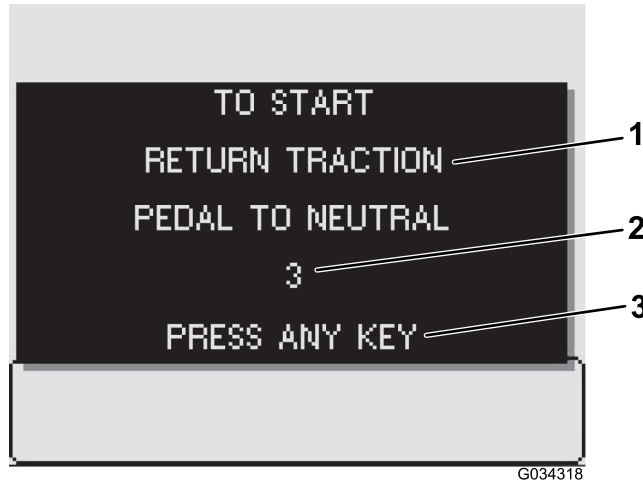 TO START
RETURN TRACTION
1
PEDAL TO NEUTRAL
2
3
PRESS ANY KEY
3
G034318